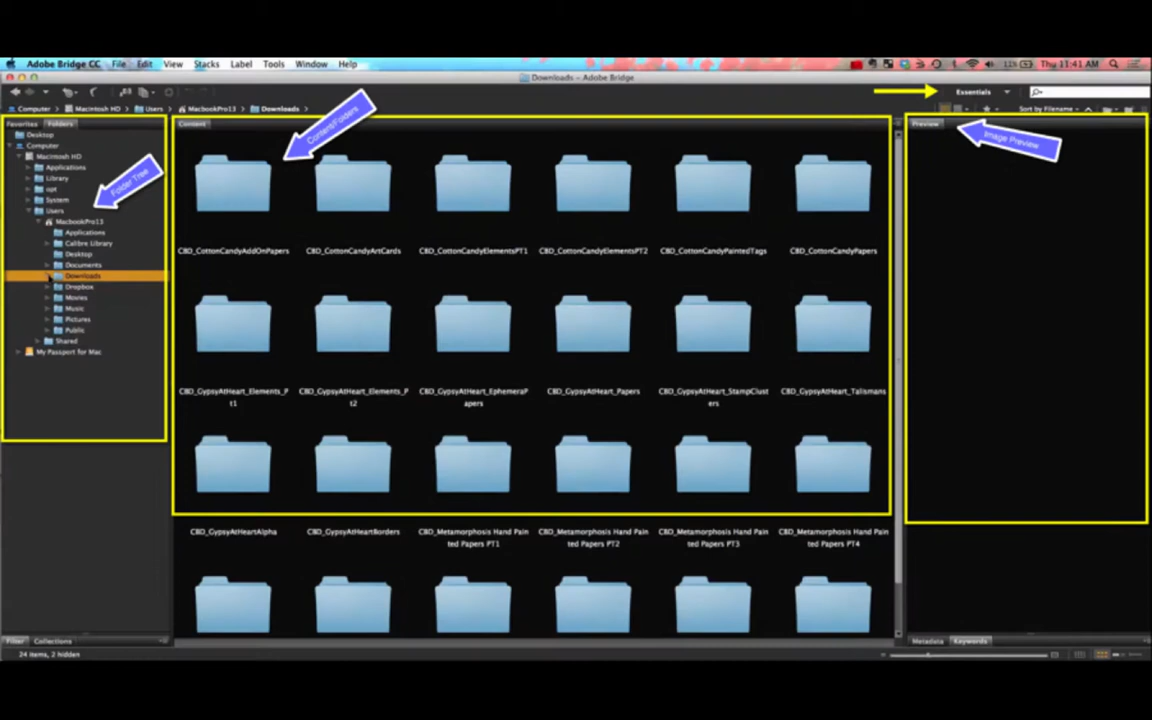 Adobe Bridge CC File Edit View Stacks Label Tools Window Help Thu 11:41 AM
Downloads – Adobe Bridge
Essentials
Computer Macintosh HD Users MacbookPro13 Downloads Sort by Filename
Favorites Folders
Desktop
Computer
Macintosh HD
Applications
Library
opt
System
Users
MacbookPro13
Applications
Calibre Library
Desktop
Documents
Downloads
Dropbox
Movies
Music
Pictures
Public
Shared
My Passport for Mac
Folder Tree
Content
Content/Folders
CBD_CottonCandyAddOnPapers CBD_CottonCandyArtCards CBD_CottonCandyElementsPT1 CBD_CottonCandyElementsPT2 CBD_CottonCandyPaintedTags CBD_CottonCandyPapers
CBD_GypsyAtHeart_Elements_P CBD_GypsyAtHeart_Elements_P CBD_GypsyAtHeart_EphemeraP CBD_GypsyAtHeart_Papers CBD_GypsyAtHeart_StampClust CBD_GypsyAtHeart_Talismans
t1 t2 apers ers
CBD_GypsyAtHeartAlpha CBD_GypsyAtHeartBorders CBD_Metamorphosis Hand Pain CBD_Metamorphosis Hand Pain CBD_Metamorphosis Hand Pain CBD_Metamorphosis Hand Pain
ted Papers PT1 ted Papers PT2 ted Papers PT3 ted Papers PT4
Preview
Image Preview
Filter Collections
Metadata Keywords
24 items, 2 hidden